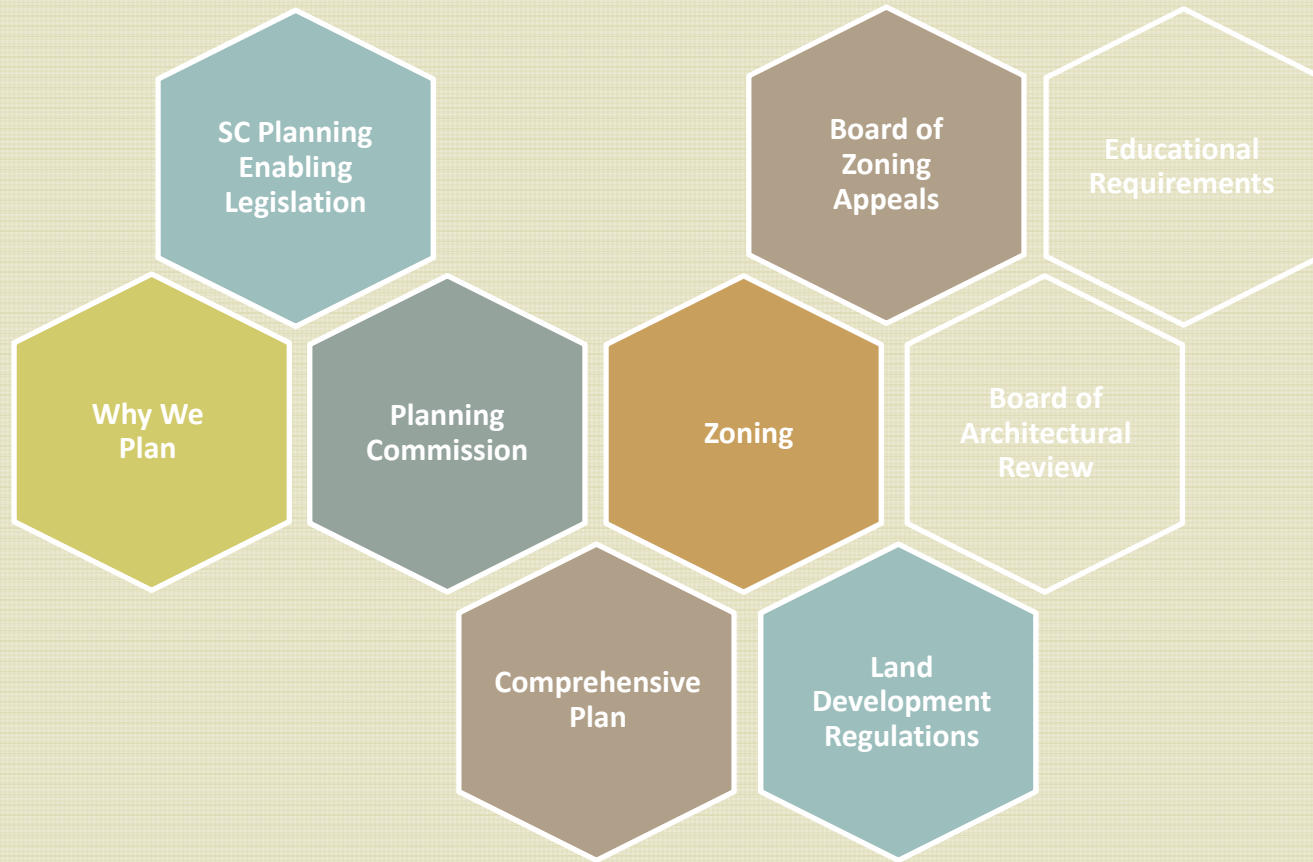 SC Planning
Enabling
Legislation
Board of
Zoning
Appeals
Educational
Requirements
Why We
Plan
Planning
Commission
Zoning
Board of
Architectural
Review
Comprehensive
Plan
Land
Development
Regulations